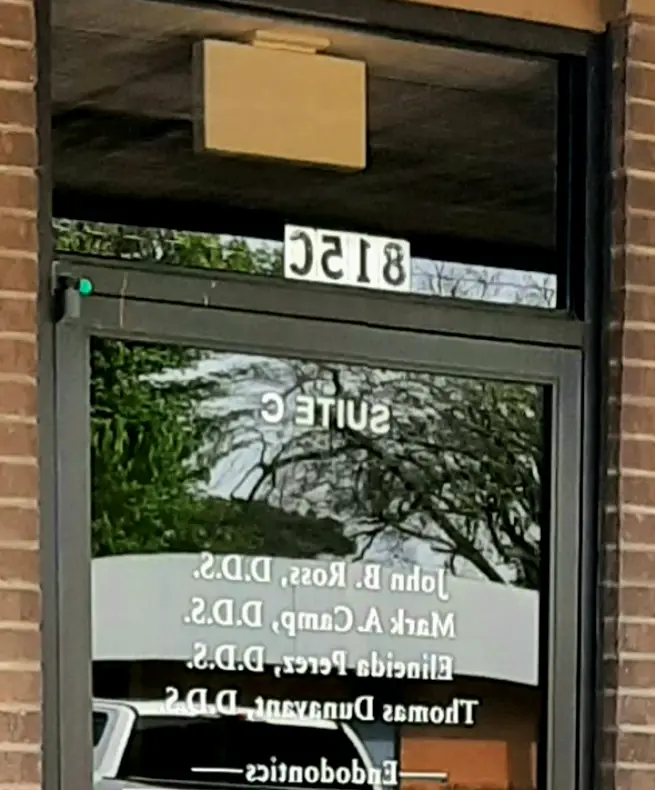 815C
SUITE C
John B. Ross, D.D.S.
Mark A. Camp, D.D.S.
Elineida Perez, D.D.S.
Thomas Dunavant, D.D.S.
Endodontics